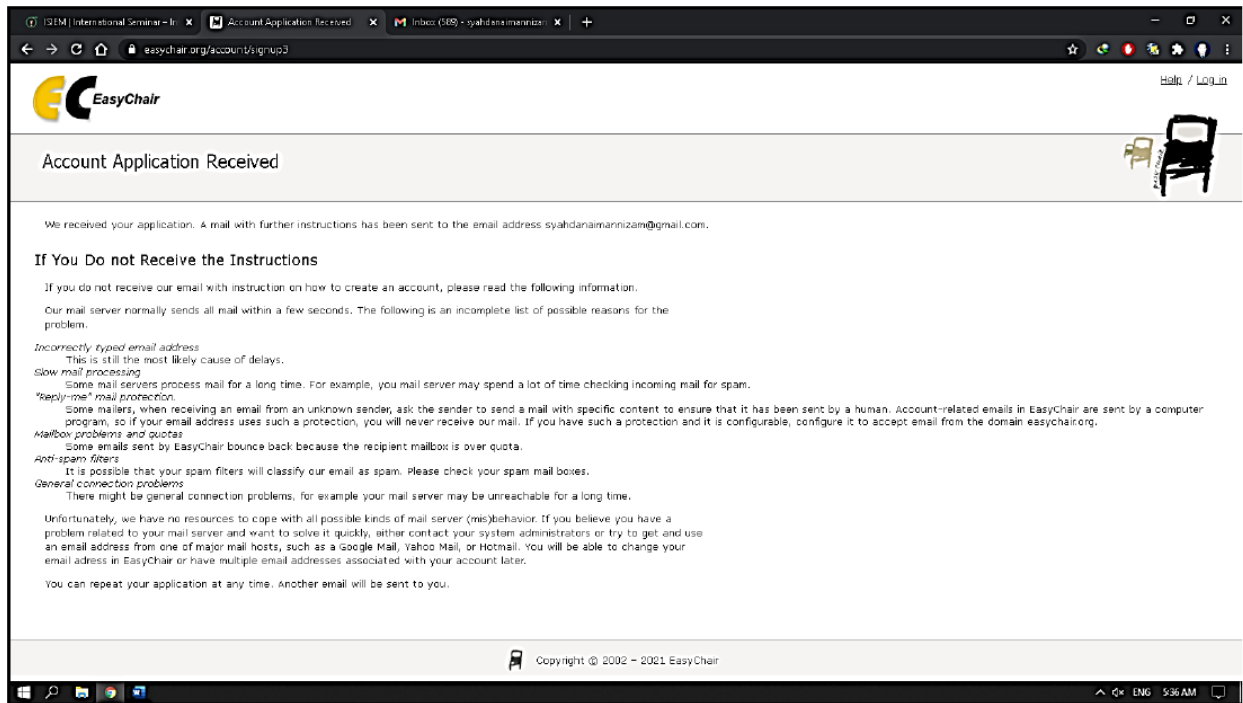 ISIEM | International Seminar – In
Account Application Received
Inbox (589) - syahdanaimannizam
easychair.org/account/signup3
EC EasyChair
Help / Log in
Account Application Received
We received your application. A mail with further instructions has been sent to the email address syahdanaimannizam@gmail.com.
If You Do not Receive the Instructions
If you do not receive our email with instruction on how to create an account, please read the following information.
Our mail server normally sends all mail within a few seconds. The following is an incomplete list of possible reasons for the
problem.
Incorrectly typed email address
This is still the most likely cause of delays.
Slow mail processing
Some mail servers process mail for a long time. For example, you mail server may spend a lot of time checking incoming mail for spam.
"Reply-me" mail protection.
Some mailers, when receiving an email from an unknown sender, ask the sender to send a mail with specific content to ensure that it has been sent by a human. Account-related emails in EasyChair are sent by a computer
program, so if your email address uses such a protection, you will never receive our mail. If you have such a protection and it is configurable, configure it to accept email from the domain easychair.org.
Mailbox problems and quotas
Some emails sent by EasyChair bounce back because the recipient mailbox is over quota.
Anti-spam filters
It is possible that your spam filters will classify our email as spam. Please check your spam mail boxes.
General connection problems
There might be general connection problems, for example your mail server may be unreachable for a long time.
Unfortunately, we have no resources to cope with all possible kinds of mail server (mis)behavior. If you believe you have a
problem related to your mail server and want to solve it quickly, either contact your system administrators or try to get and use
an email address from one of major mail hosts, such as a Google Mail, Yahoo Mail, or Hotmail. You will be able to change your
email adress in EasyChair or have multiple email addresses associated with your account later.
You can repeat your application at any time. Another email will be sent to you.
Copyright © 2002 – 2021 EasyChair
ENG 5:36 AM